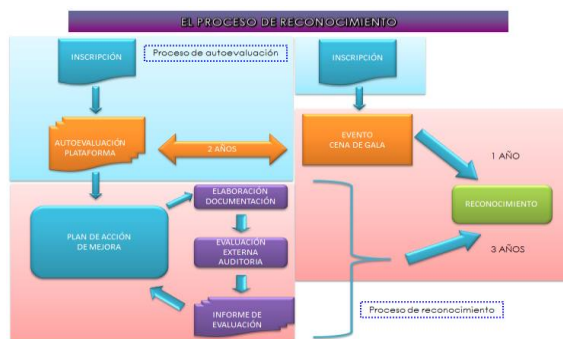 EL PROCESO DE RECONOCIMIENTO
INSCRIPCIÓN
Proceso de autoevaluación
INSCRIPCIÓN
AUTOEVALUACIÓN
PLATAFORMA
2 AÑOS
EVENTO
CENA DE GALA
1 AÑO
RECONOCIMIENTO
3 AÑOS
PLAN DE ACCIÓN
DE MEJORA
ELABORACIÓN
DOCUMENTACIÓN
EVALUACIÓN
EXTERNA
AUDITORIA
INFORME DE
EVALUACIÓN
Proceso de reconocimiento